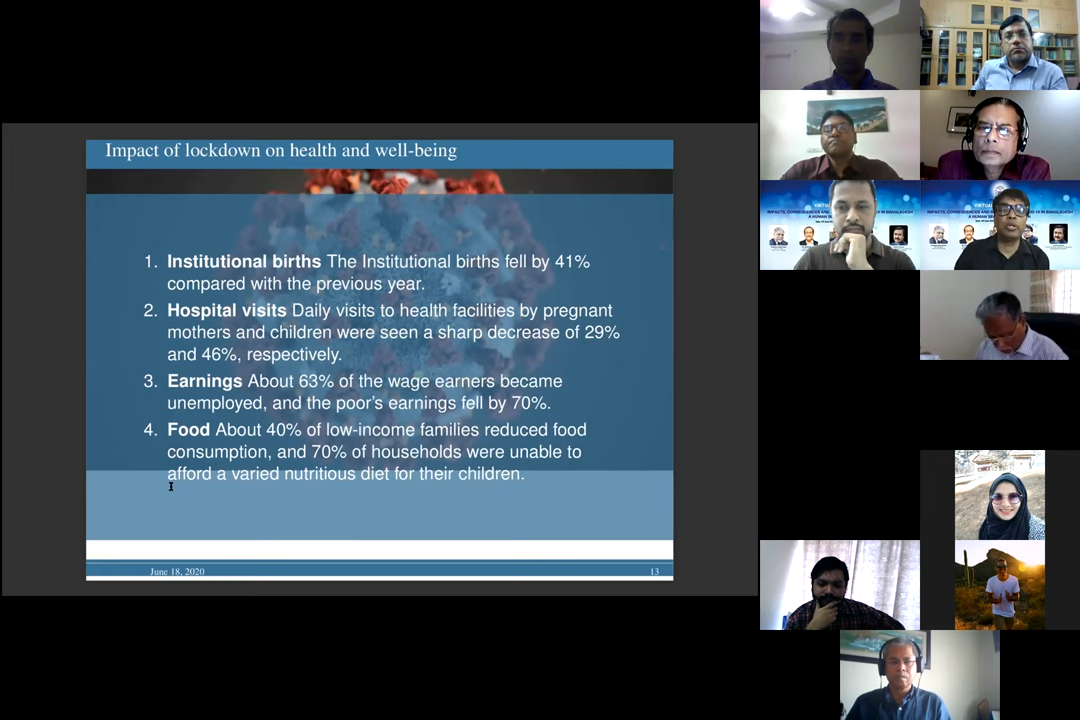 Impact of lockdown on health and well-being
1. Institutional births The Institutional births fell by 41%
compared with the previous year.
2. Hospital visits Daily visits to health facilities by pregnant
mothers and children were seen a sharp decrease of 29%
and 46%, respectively.
3. Earnings About 63% of the wage earners became
unemployed, and the poor's earnings fell by 70%.
4. Food About 40% of low-income families reduced food
consumption, and 70% of households were unable to
afford a varied nutritious diet for their children.
June 18, 2020
13